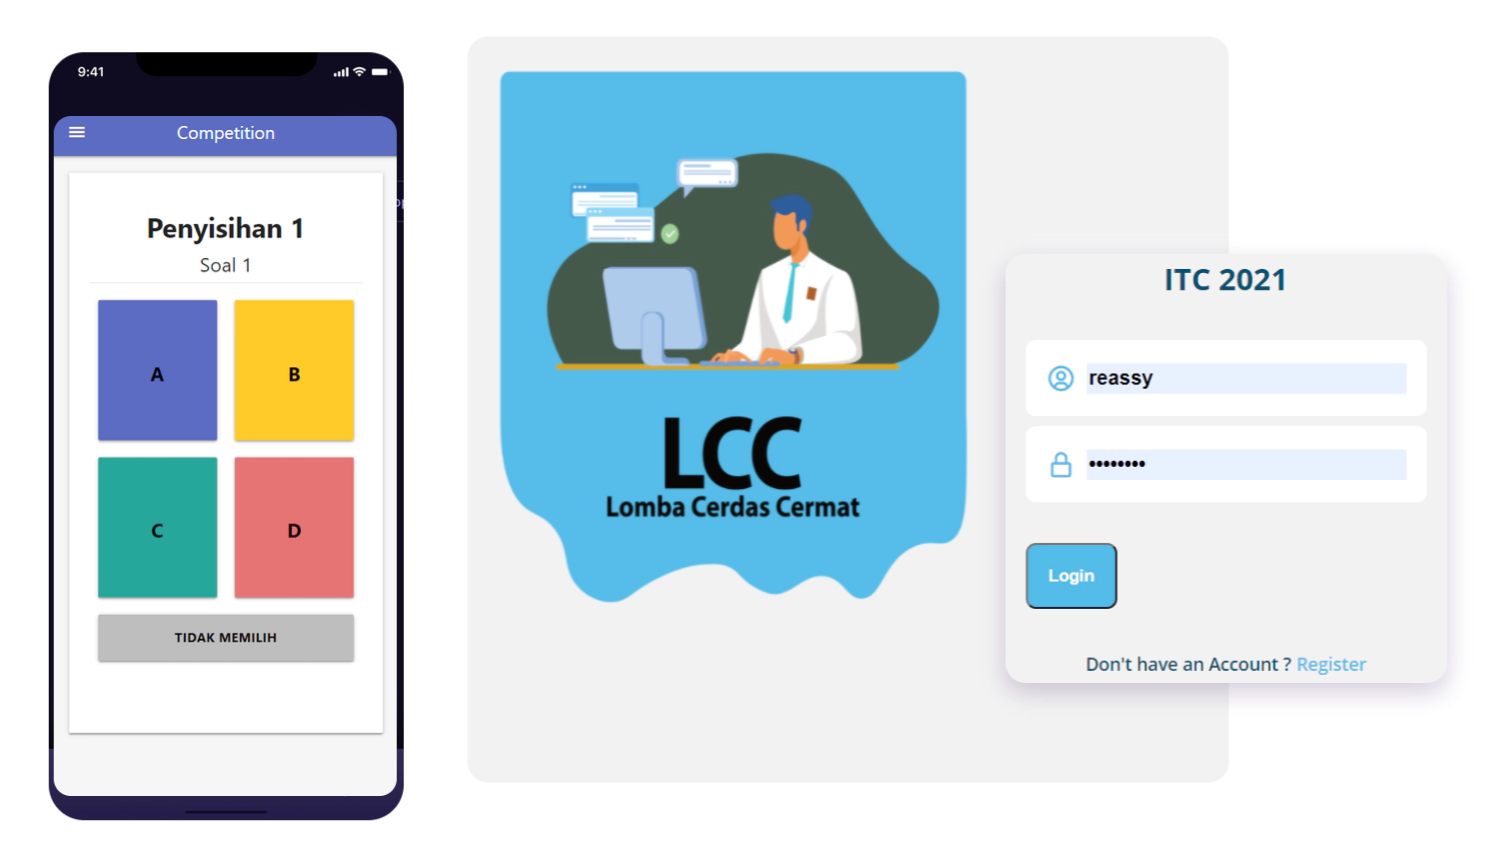 9:41
Competition
Penyisihan 1
Soal 1
A
B
C
D
TIDAK MEMILIH
LCC
Lomba Cerdas Cermat
ITC 2021
reassy
••••••••
Login
Don't have an Account ? Register